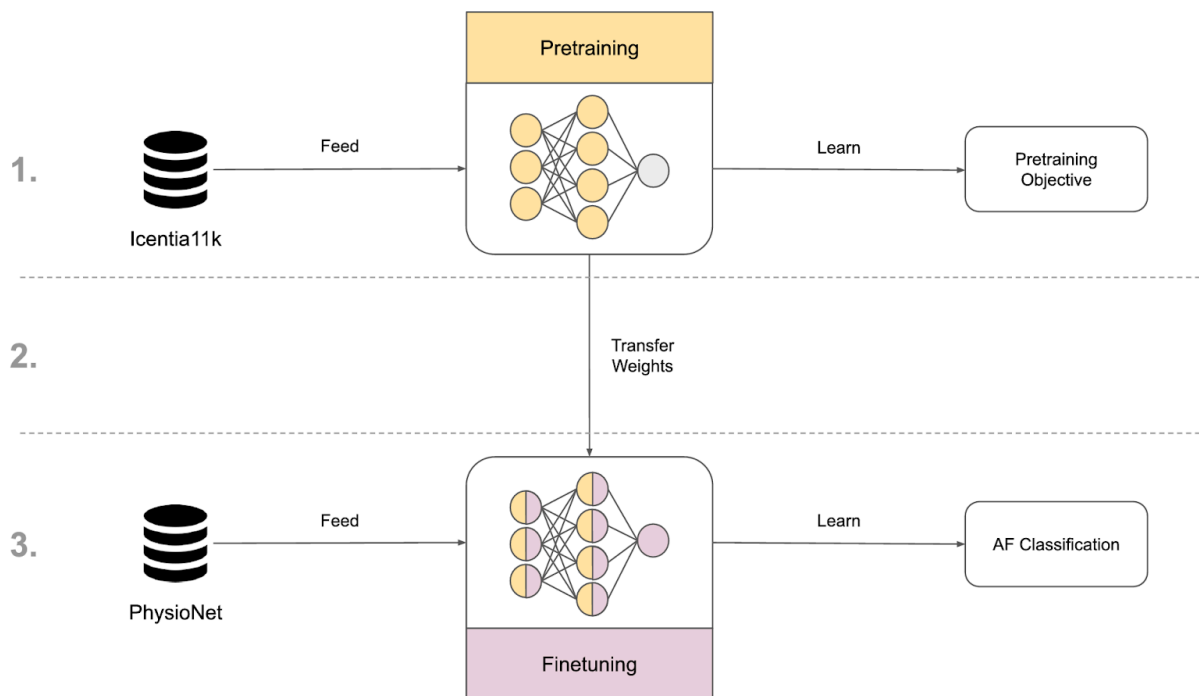 Pretraining
1.
Icentia11k
Feed
Learn
Pretraining
Objective
2.
Transfer
Weights
3.
PhysioNet
Feed
Learn
AF Classification
Finetuning